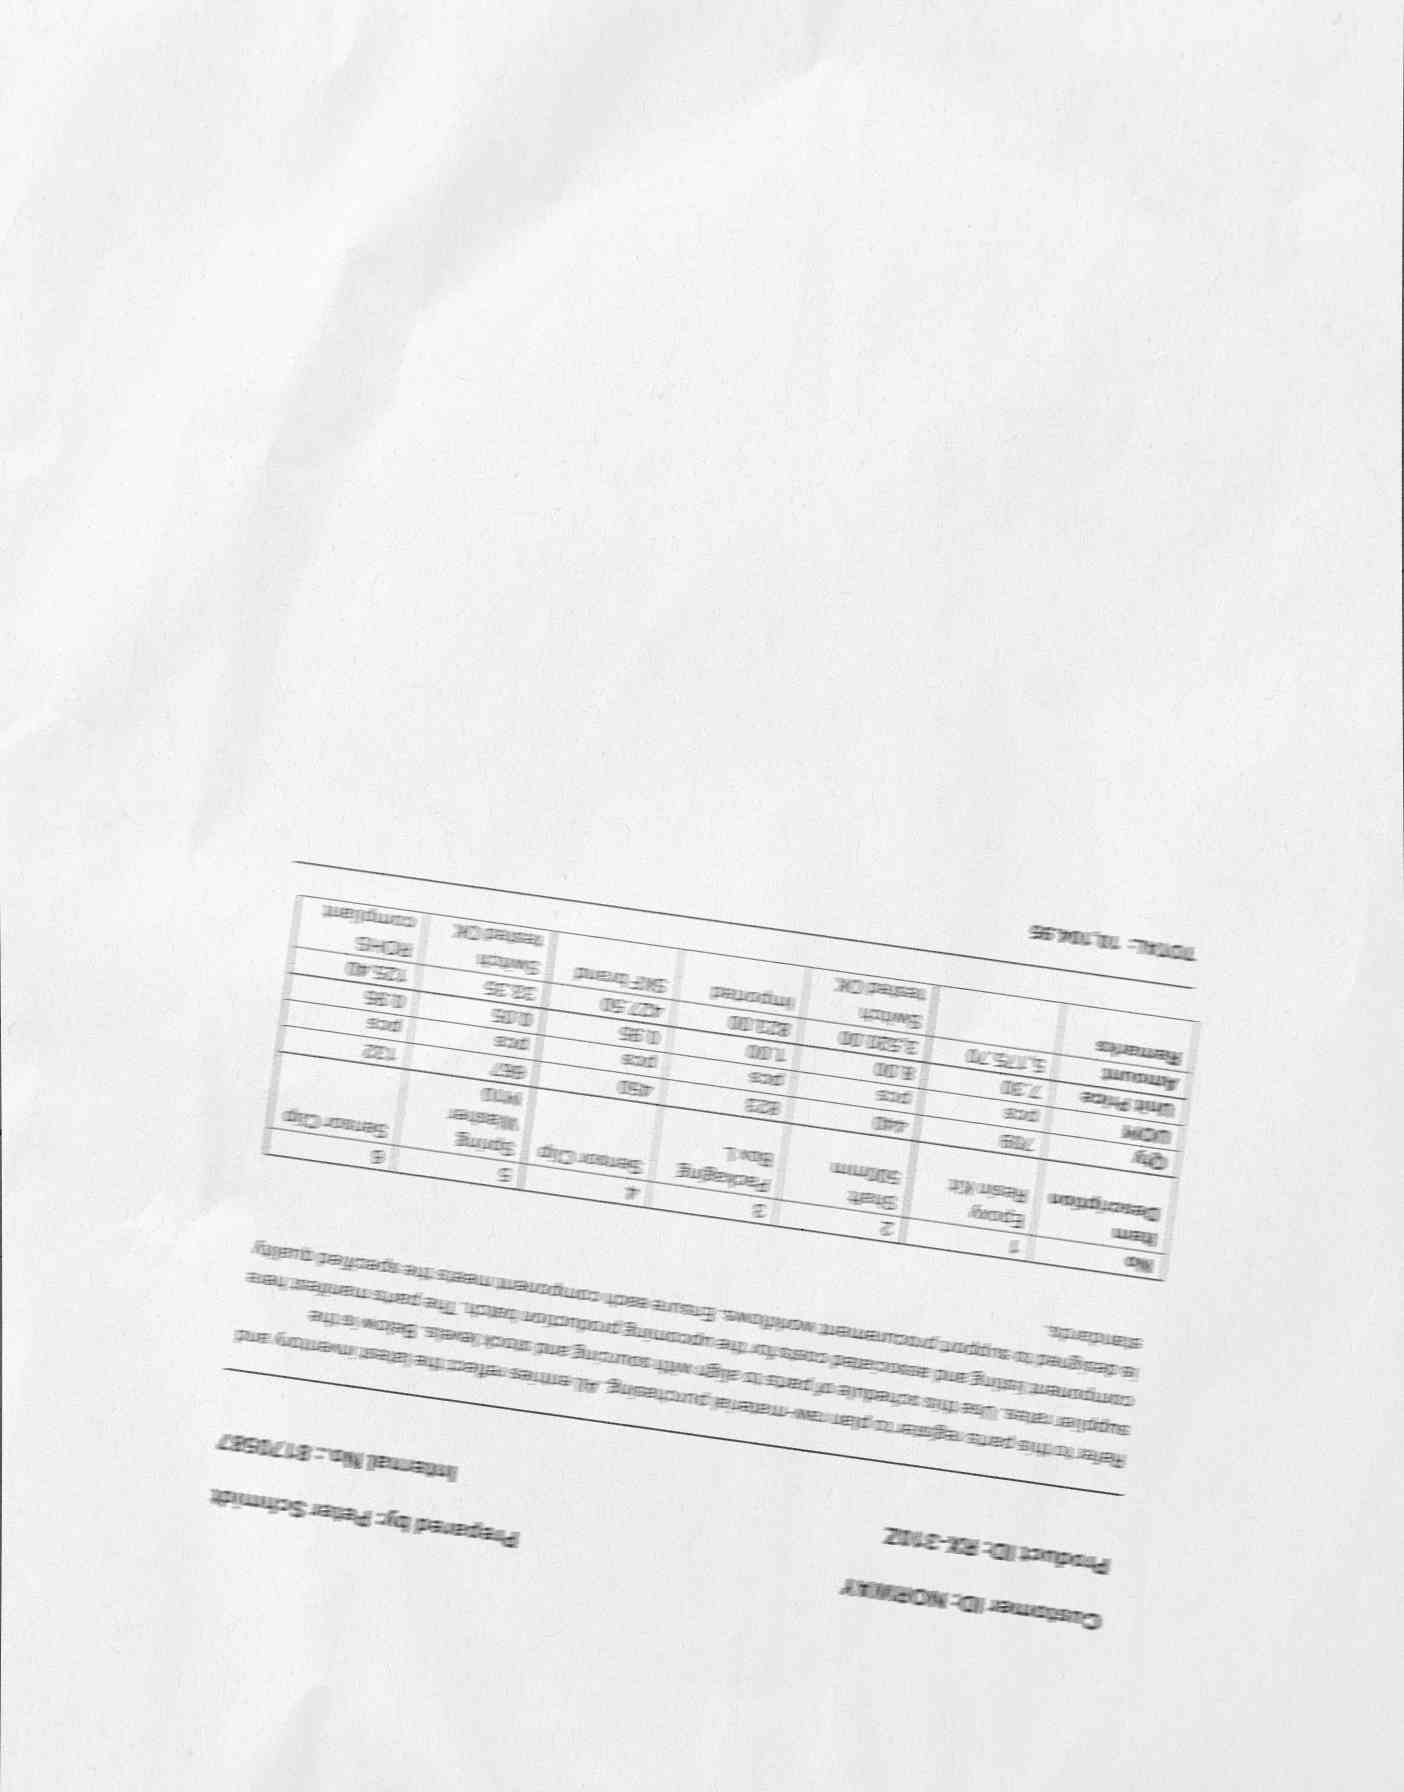 Customer ID: NORWAY Prepared by: Peter Schmidt
Product ID: RX-310Z Internal No.: 8170587
Refer to this parts register to plan raw-material purchasing. All entries reflect the latest inventory and
supplier rates. Use this schedule of parts to align with sourcing and stock levels. Below is the
component listing and associated costs for the upcoming production batch. The parts manifest here
is designed to support procurement workflows. Ensure each component meets the specified quality
standards.
No 1 2 3 4 5 6
Item Epoxy Shaft Packaging Sensor Clip Spring Sensor Clip
Description Resin Kit 500mm Box L Washer
M10
Qty 709 440 823 450 667 132
UOM pcs pcs pcs pcs pcs pcs
Unit Price 7.30 8.00 1.00 0.95 0.05 0.95
Amount 5,175.70 3,520.00 823.00 427.50 33.35 125.40
Remarks Switch Imported SKF brand Switch ROHS
tested OK tested OK compliant
TOTAL: 10,104.95